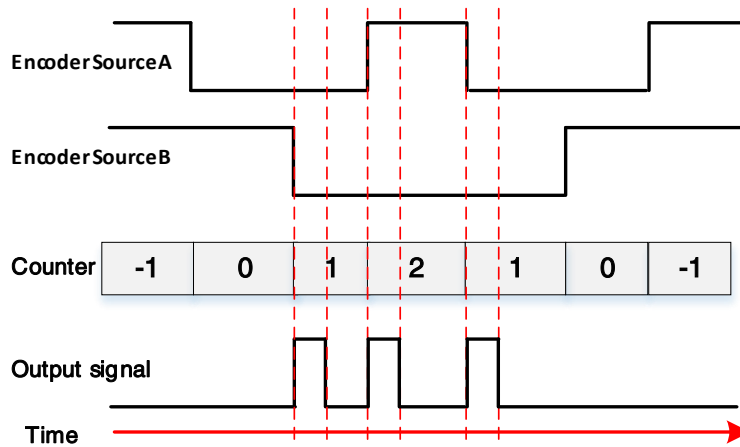 EncoderSourceA
EncoderSourceB
Counter -1 0 1 2 1 0 -1
Output signal
Time